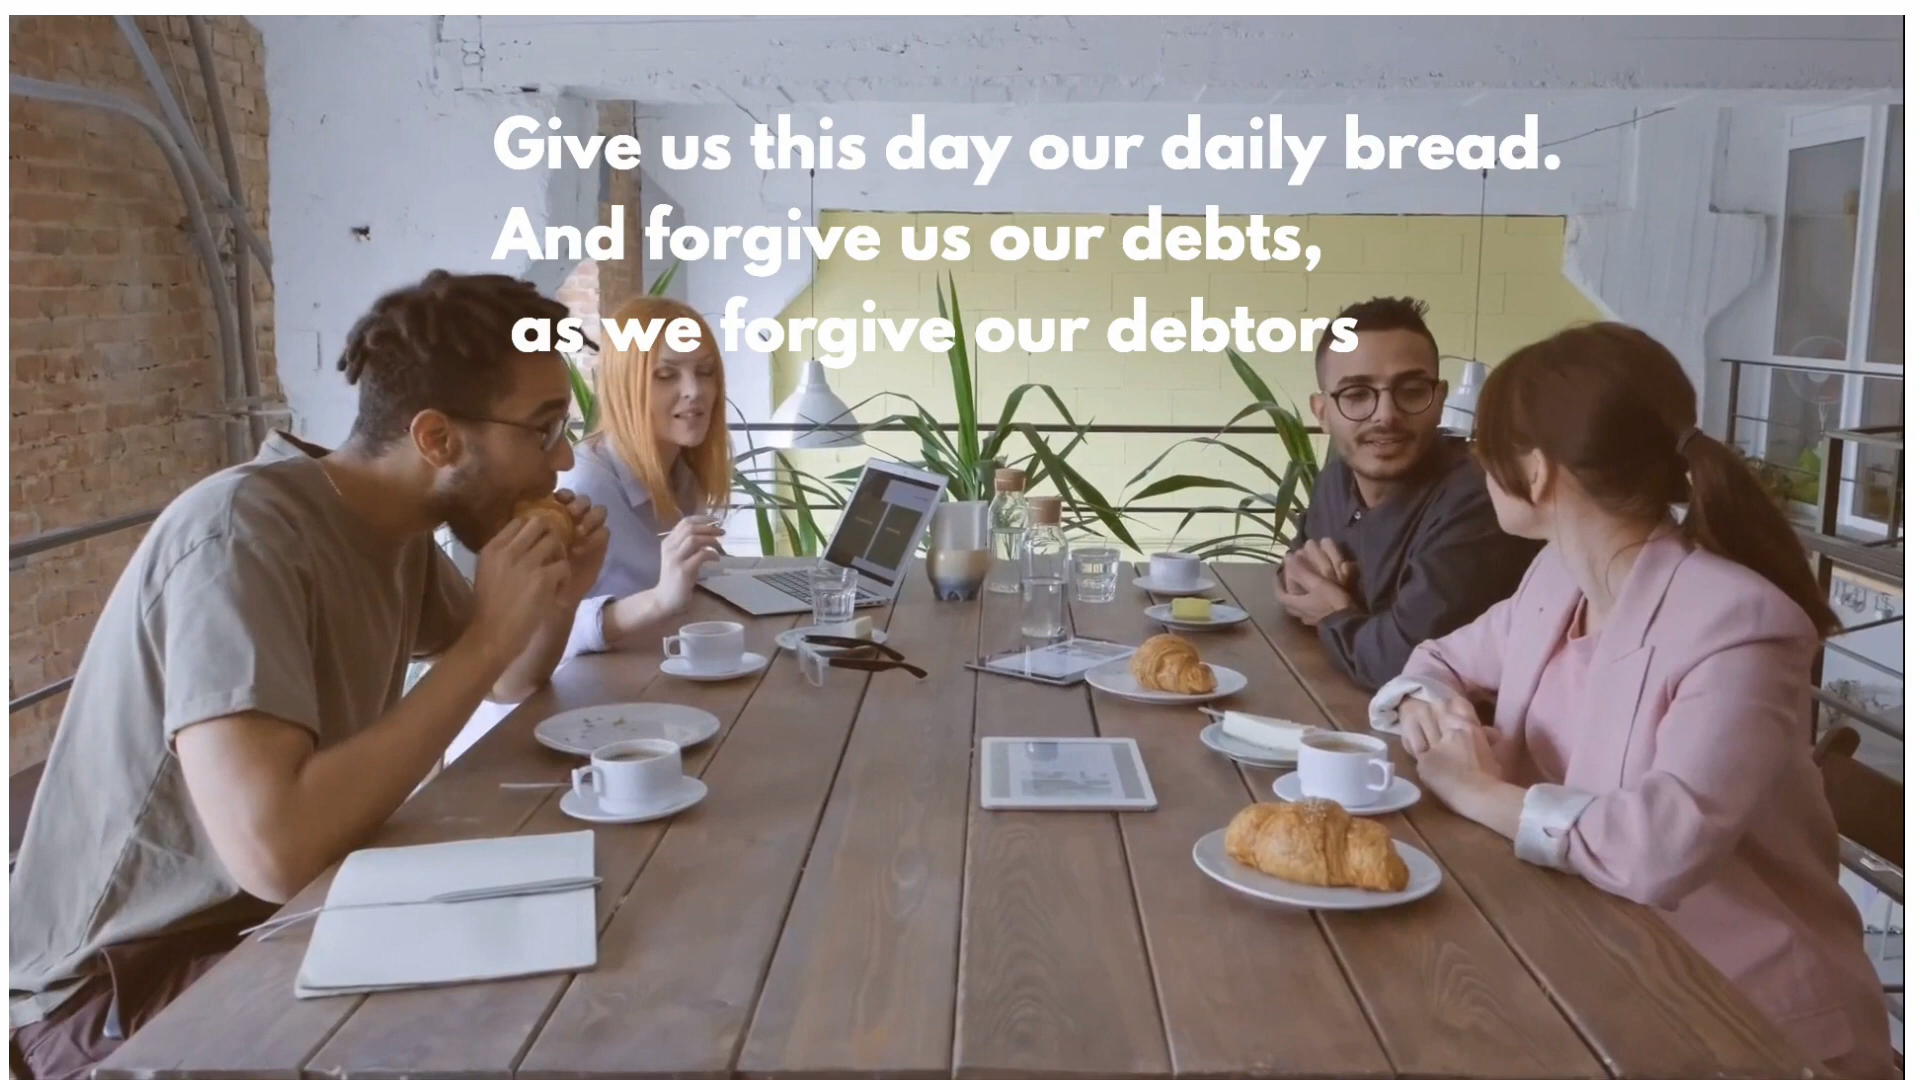 Give us this day our daily bread.
And forgive us our debts,
as we forgive our debtors